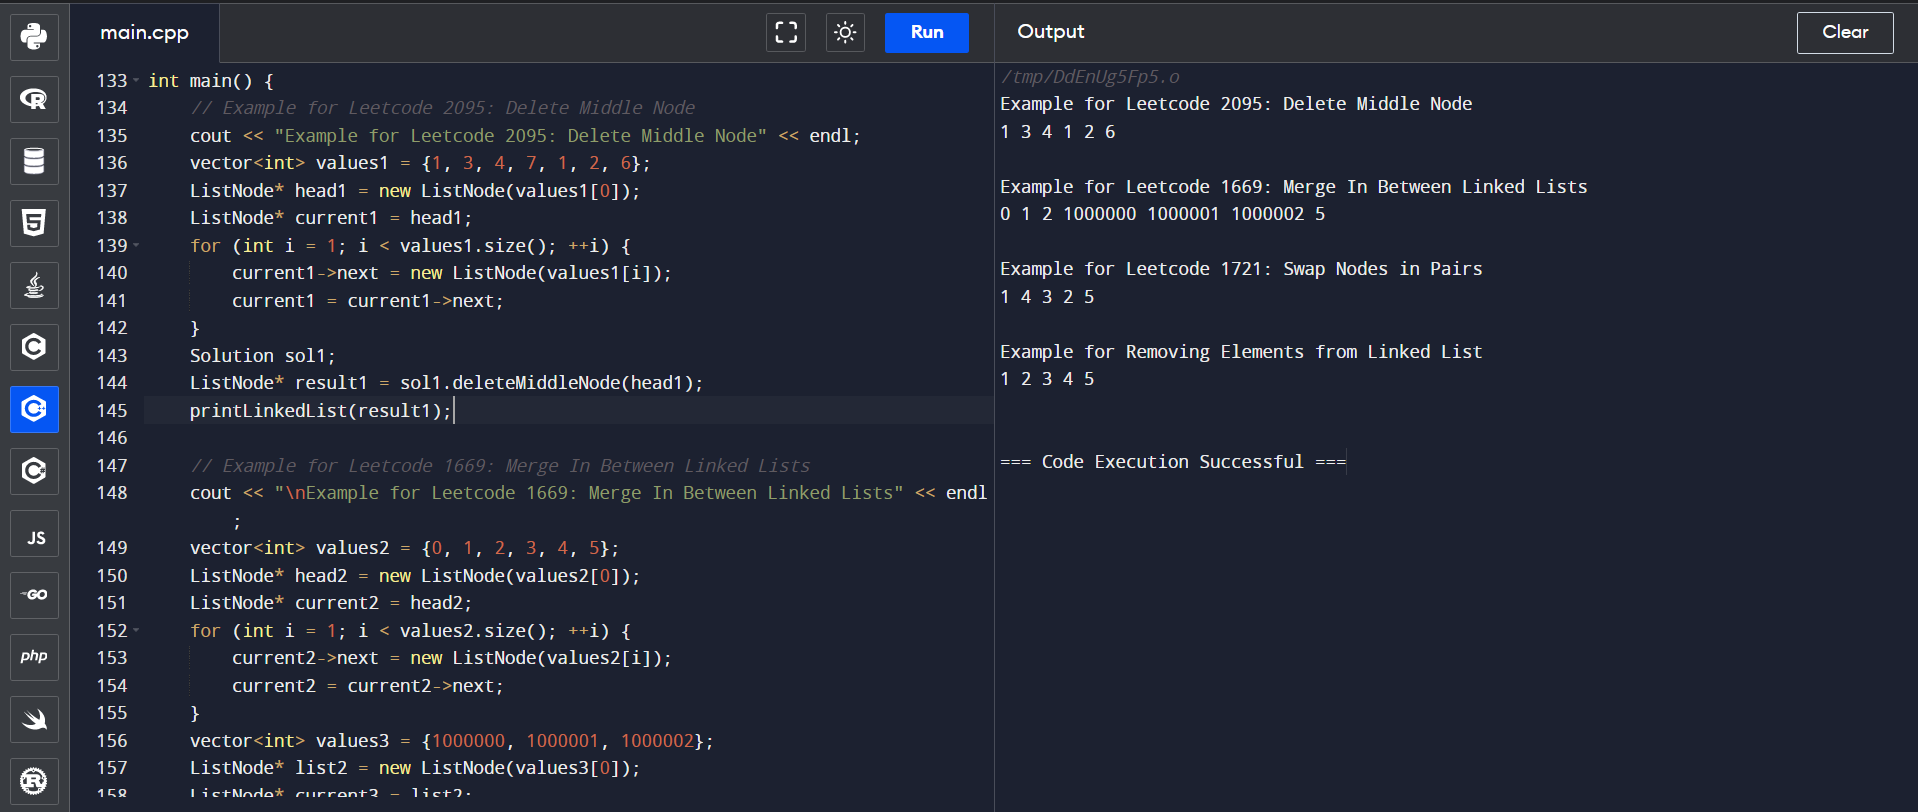 main.cpp
Run
133 int main() {
134 // Example for Leetcode 2095: Delete Middle Node
135 cout << "Example for Leetcode 2095: Delete Middle Node" << endl;
136 vector<int> values1 = {1, 3, 4, 7, 1, 2, 6};
137 ListNode* head1 = new ListNode(values1[0]);
138 ListNode* current1 = head1;
139 for (int i = 1; i < values1.size(); ++i) {
140 current1->next = new ListNode(values1[i]);
141 current1 = current1->next;
142 }
143 Solution sol1;
144 ListNode* result1 = sol1.deleteMiddleNode(head1);
145 printLinkedList(result1);
146
147 // Example for Leetcode 1669: Merge In Between Linked Lists
148 cout << "\nExample for Leetcode 1669: Merge In Between Linked Lists" << endl
;
149 vector<int> values2 = {0, 1, 2, 3, 4, 5};
150 ListNode* head2 = new ListNode(values2[0]);
151 ListNode* current2 = head2;
152 for (int i = 1; i < values2.size(); ++i) {
153 current2->next = new ListNode(values2[i]);
154 current2 = current2->next;
155 }
156 vector<int> values3 = {1000000, 1000001, 1000002};
157 ListNode* list2 = new ListNode(values3[0]);
158 ListNode* current3 = list2;
Output
Clear
/tmp/DdEnUg5Fp5.o
Example for Leetcode 2095: Delete Middle Node
1 3 4 1 2 6
Example for Leetcode 1669: Merge In Between Linked Lists
0 1 2 1000000 1000001 1000002 5
Example for Leetcode 1721: Swap Nodes in Pairs
1 4 3 2 5
Example for Removing Elements from Linked List
1 2 3 4 5
=== Code Execution Successful ===
R
5
C
C
C
JS
GO
php
R